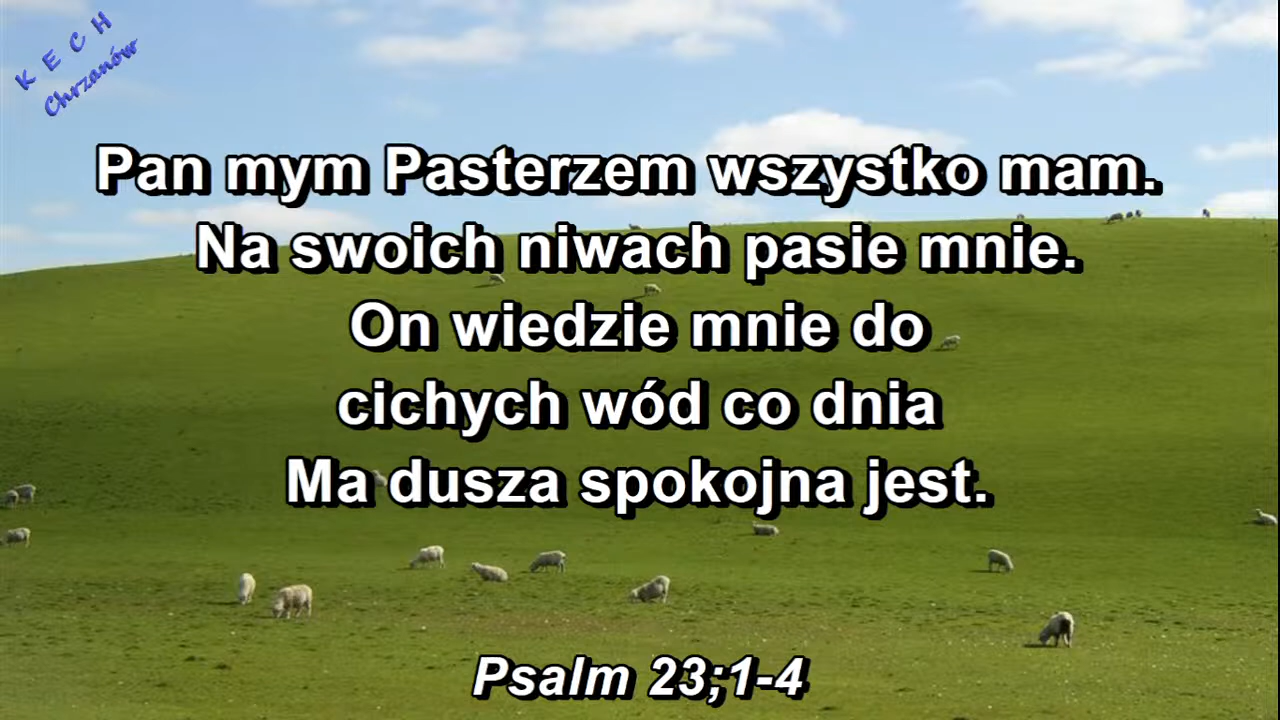 K E C H
Chrzanów
Pan mym Pasterzem wszystko mam.
Na swoich niwach pasie mnie.
On wiedzie mnie do
cichych wód co dnia
Ma dusza spokojna jest.
Psalm 23;1-4